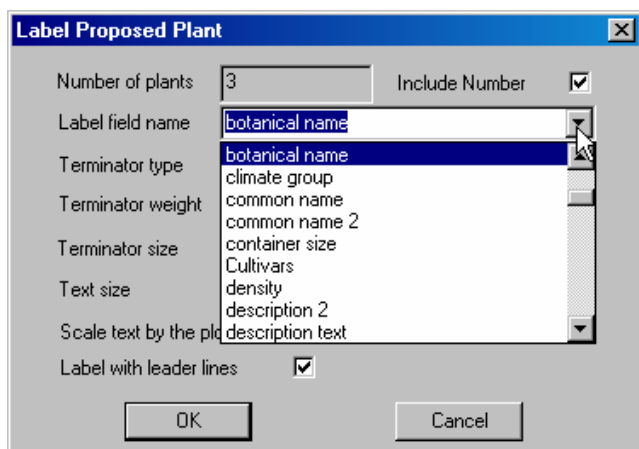 Label Proposed Plant
Number of plants 3 Include Number
Label field name botanical name
Terminator type botanical name
climate group
Terminator weight common name
common name 2
Terminator size container size
Cultivars
Text size density
description 2
Scale text by the plo description text
Label with leader lines
OK Cancel